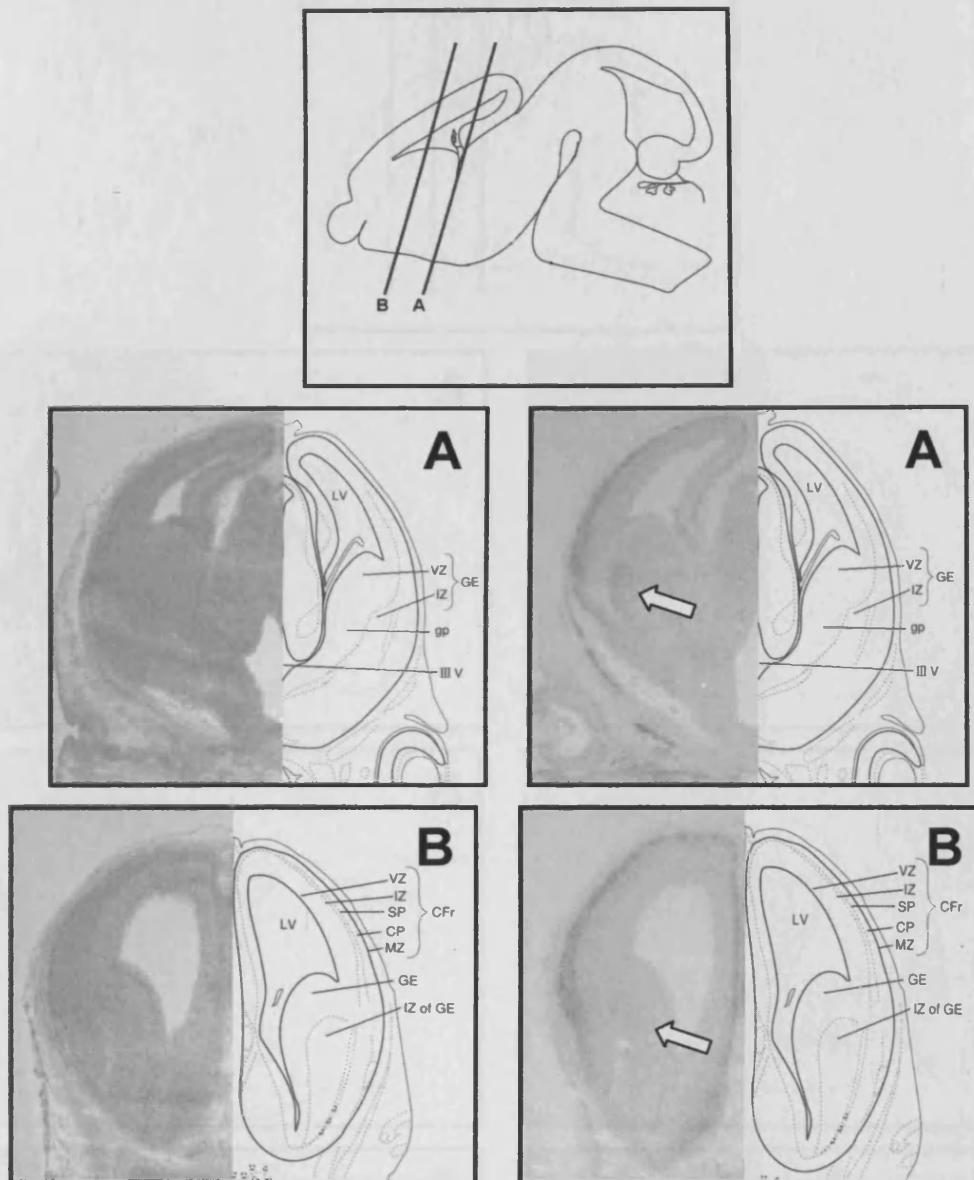 B A
A
LV
VZ
GE
IZ
gp
III V
A
LV
VZ
GE
IZ
gp
III V
B
VZ
IZ
SP
CFr
CP
MZ
LV
GE
IZ of GE
B
VZ
IZ
SP
CFr
CP
MZ
LV
GE
IZ of GE